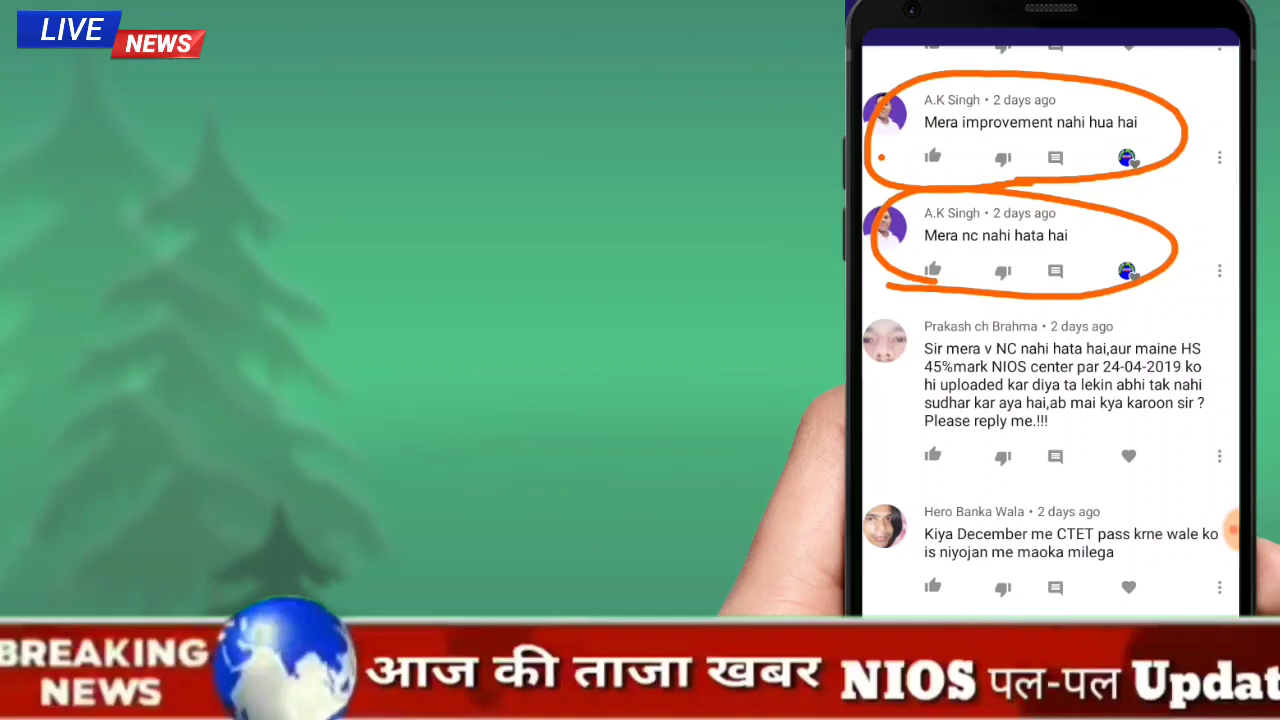 LIVE
NEWS
A.K Singh • 2 days ago
Mera improvement nahi hua hai
A.K Singh • 2 days ago
Mera nc nahi hata hai
Prakash ch Brahma • 2 days ago
Sir mera v NC nahi hata hai,aur maine HS
45%mark NIOS center par 24-04-2019 ko
hi uploaded kar diya ta lekin abhi tak nahi
sudhar kar aya hai,ab mai kya karoon sir ?
Please reply me.!!!
Hero Banka Wala • 2 days ago
Kiya December me CTET pass krne wale ko
is niyojan me maoka milega
BREAKING
NEWS
आज की ताजा खबर NIOS पल-पल Updat